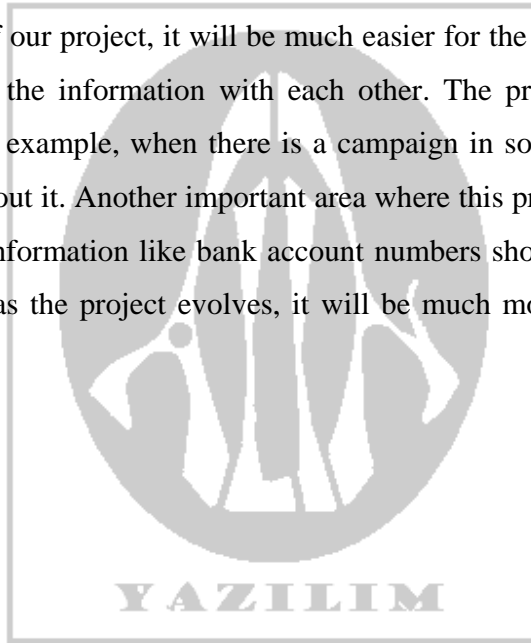 f our project, it will be much easier for the
the information with each other. The pr
example, when there is a campaign in so
out it. Another important area where this pr
nformation like bank account numbers sho
as the project evolves, it will be much mo
YAZILIM